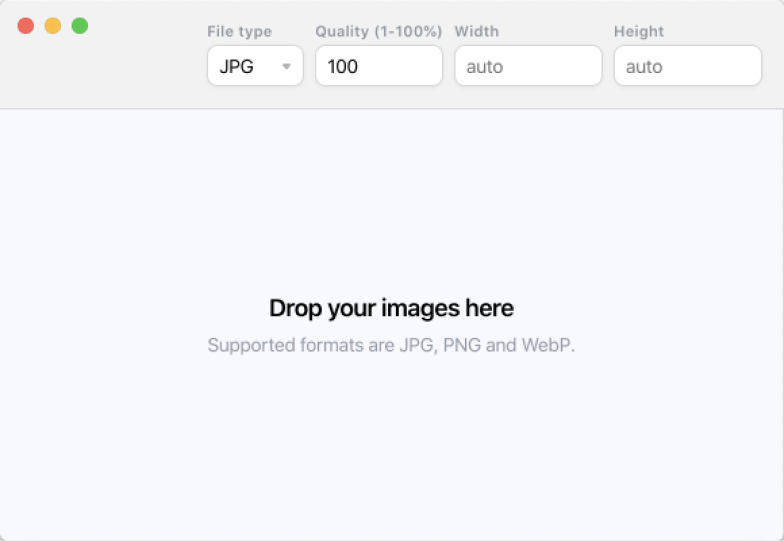 File type
Quality (1-100%)
Width
Height
JPG
100
auto
auto
Drop your images here
Supported formats are JPG, PNG and WebP.